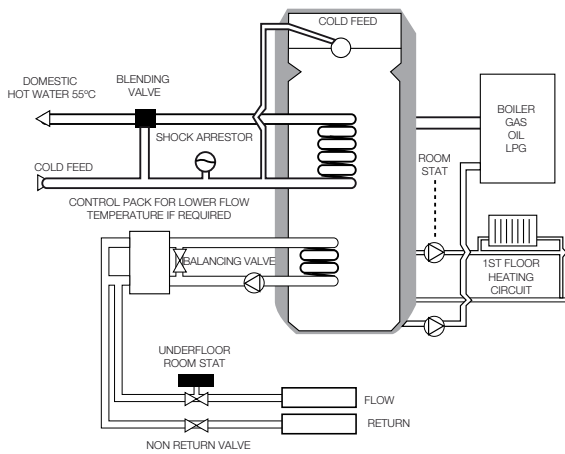 COLD FEED
DOMESTIC
HOT WATER 55ºC
BLENDING
VALVE
SHOCK ARRESTOR
COLD FEED
CONTROL PACK FOR LOWER FLOW
TEMPERATURE IF REQUIRED
BALANCING VALVE
BOILER
GAS
OIL
LPG
ROOM
STAT
1ST FLOOR
HEATING
CIRCUIT
UNDERFLOOR
ROOM STAT
FLOW
RETURN
NON RETURN VALVE